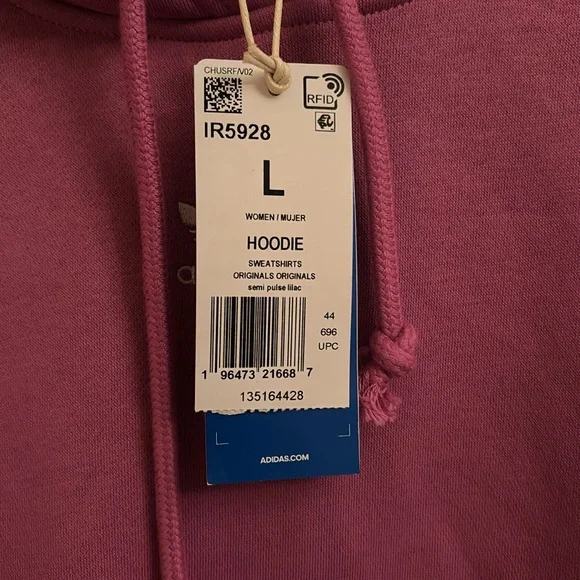 CHUSRF/V02
RFID
IR5928
L
WOMEN / MUJER
HOODIE
SWEATSHIRTS
ORIGINALS ORIGINALS
semi pulse lilac
44
696
UPC
1 96473 21668 7
135164428
ADIDAS.COM